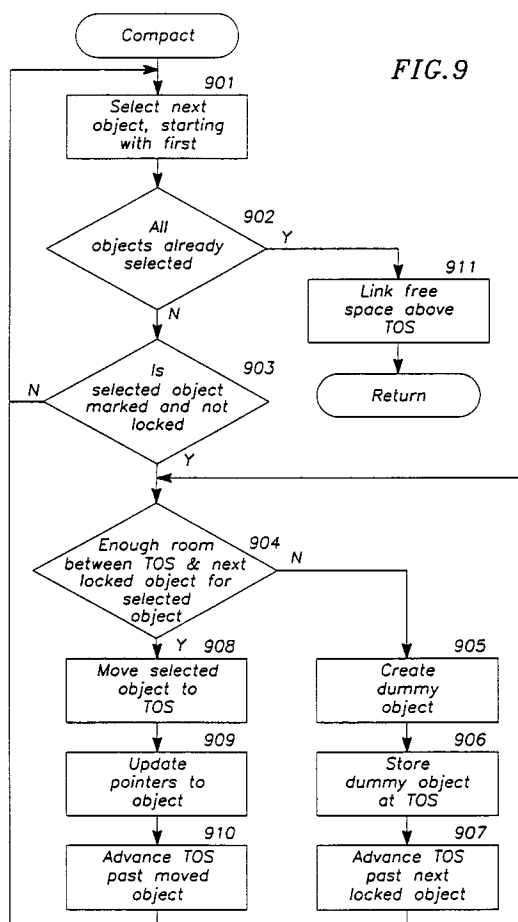 Compact
FIG.9
901
Select next
object, starting
with first
902
All
objects already
selected
Y
N
911
Link free
space above
TOS
Return
903
Is
selected object
marked and not
locked
N
Y
904
Enough room
between TOS & next
locked object for
selected
object
N
Y
908
Move selected
object to
TOS
909
Update
pointers to
object
910
Advance TOS
past moved
object
905
Create
dummy
object
906
Store
dummy object
at TOS
907
Advance TOS
past next
locked object